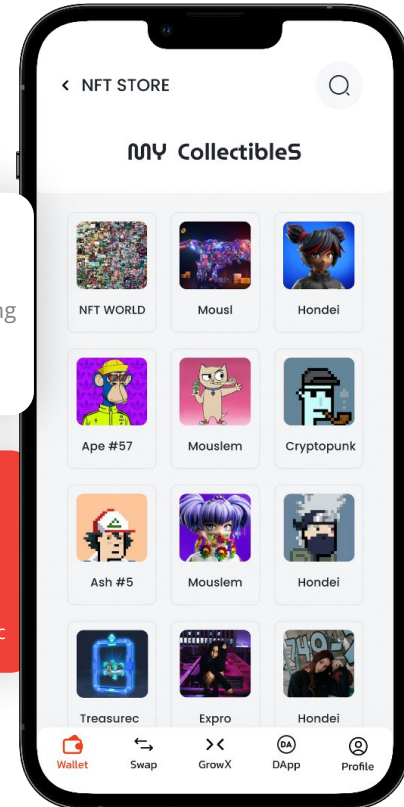 NFT STORE
MY CollectibleS
NFT WORLD
Mousl
Hondei
Ape #57
Mouslem
Cryptopunk
Ash #5
Mouslem
Hondei
Treasurec
Expro
Hondei
Wallet
Swap
GrowX
DA
DApp
Profile